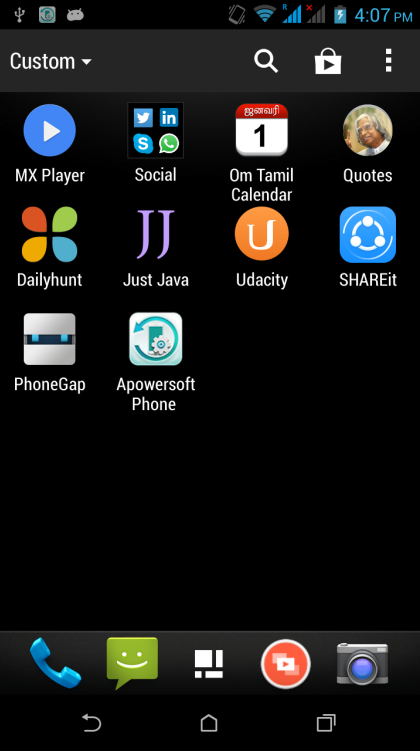 R
4:07 PM
Custom
MX Player
Social
ஜனவரி
1
Om Tamil
Calendar
Quotes
Dailyhunt
JJ
Just Java
U
Udacity
SHAREit
PhoneGap
Apowersoft
Phone